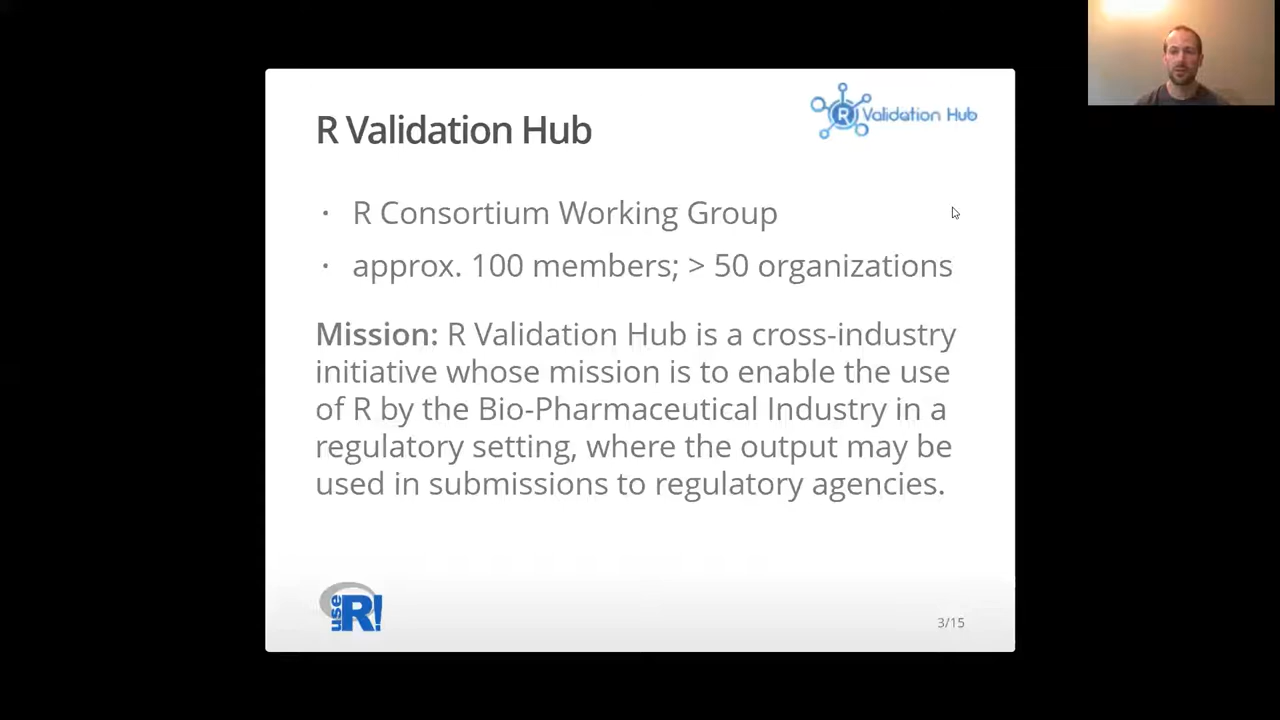 R Validation Hub
R Validation Hub
· R Consortium Working Group
· approx. 100 members; > 50 organizations
Mission: R Validation Hub is a cross-industry
initiative whose mission is to enable the use
of R by the Bio-Pharmaceutical Industry in a
regulatory setting, where the output may be
used in submissions to regulatory agencies.
use R!
3/15